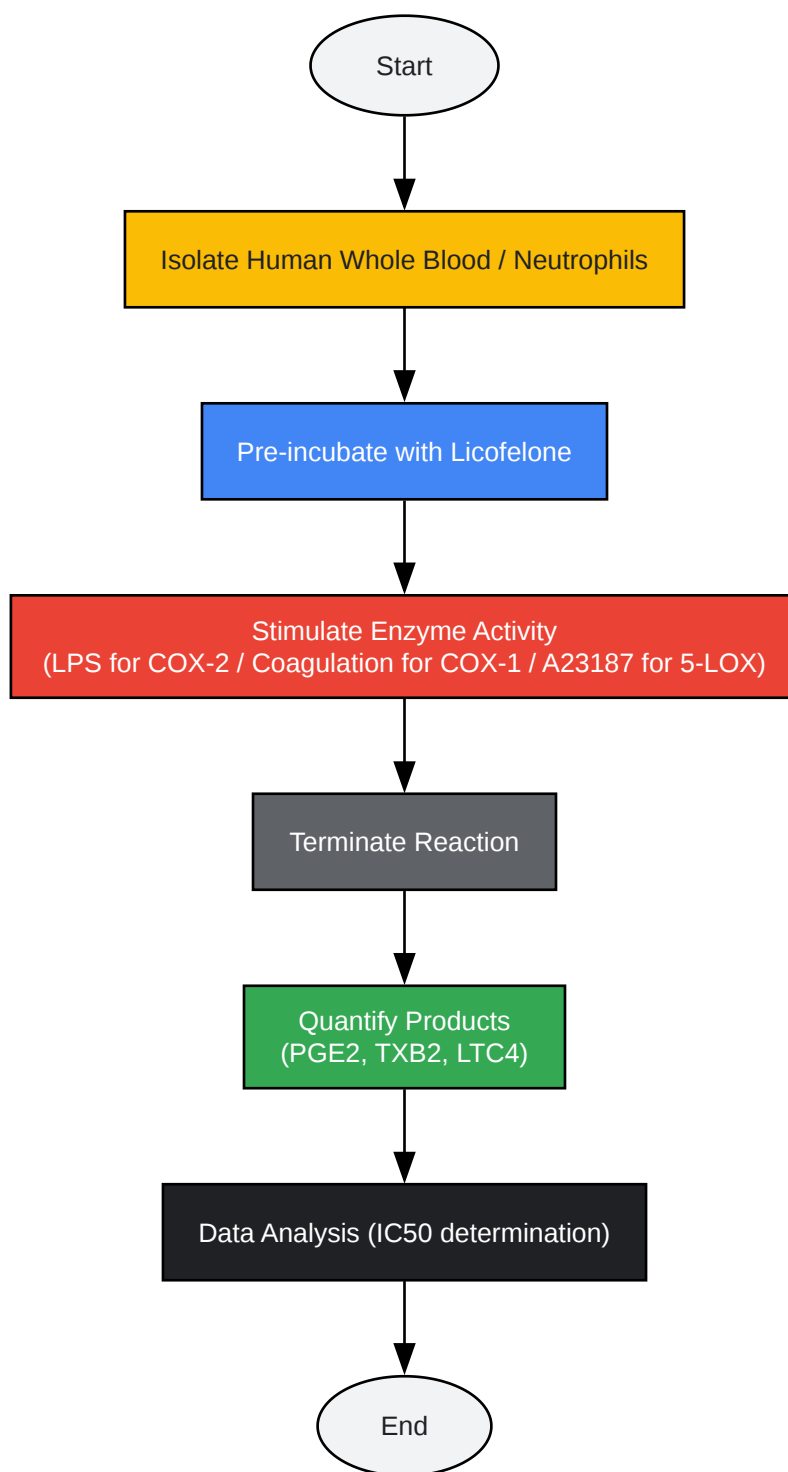 Start
Isolate Human Whole Blood / Neutrophils
Pre-incubate with Licofelone
Stimulate Enzyme Activity
(LPS for COX-2 / Coagulation for COX-1 / A23187 for 5-LOX)
Terminate Reaction
Quantify Products
(PGE2, TXB2, LTC4)
Data Analysis (IC50 determination)
End